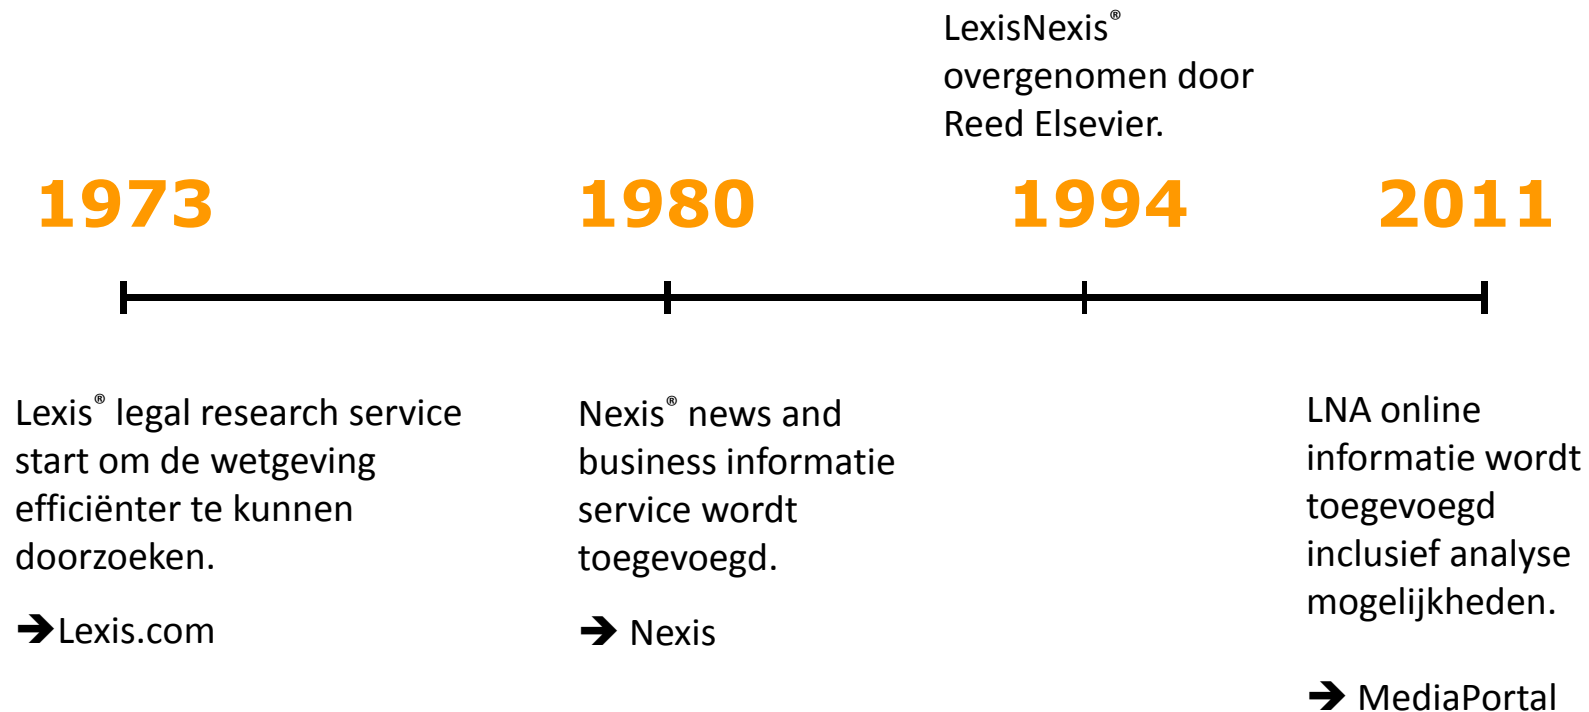 LexisNexis®
overgenomen door
Reed Elsevier.
1973
1980
1994
2011
Lexis® legal research service
start om de wetgeving
efficiënter te kunnen
doorzoeken.
➔Lexis.com
Nexis® news and
business informatie
service wordt
toegevoegd.
➔ Nexis
LNA online
informatie wordt
toegevoegd
inclusief analyse
mogelijkheden.
➔ MediaPortal